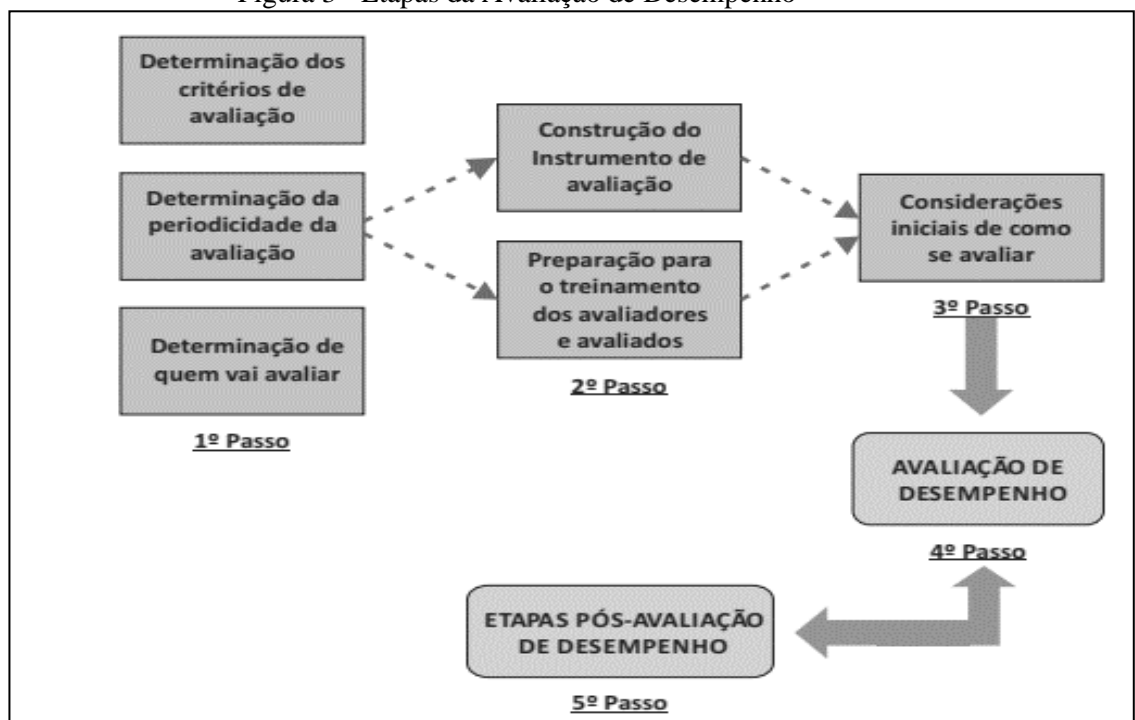 Figura 3 - Etapas da Avaliação de Desempenho
Determinação dos
critérios de
avaliação
Determinação da
periodicidade da
avaliação
Determinação de
quem vai avaliar
1º Passo
Construção do
Instrumento de
avaliação
Preparação para
o treinamento
dos avaliadores
e avaliados
2º Passo
Considerações
iniciais de como
se avaliar
3º Passo
AVALIAÇÃO DE
DESEMPENHO
4º Passo
ETAPAS PÓS-AVALIAÇÃO
DE DESEMPENHO
5º Passo